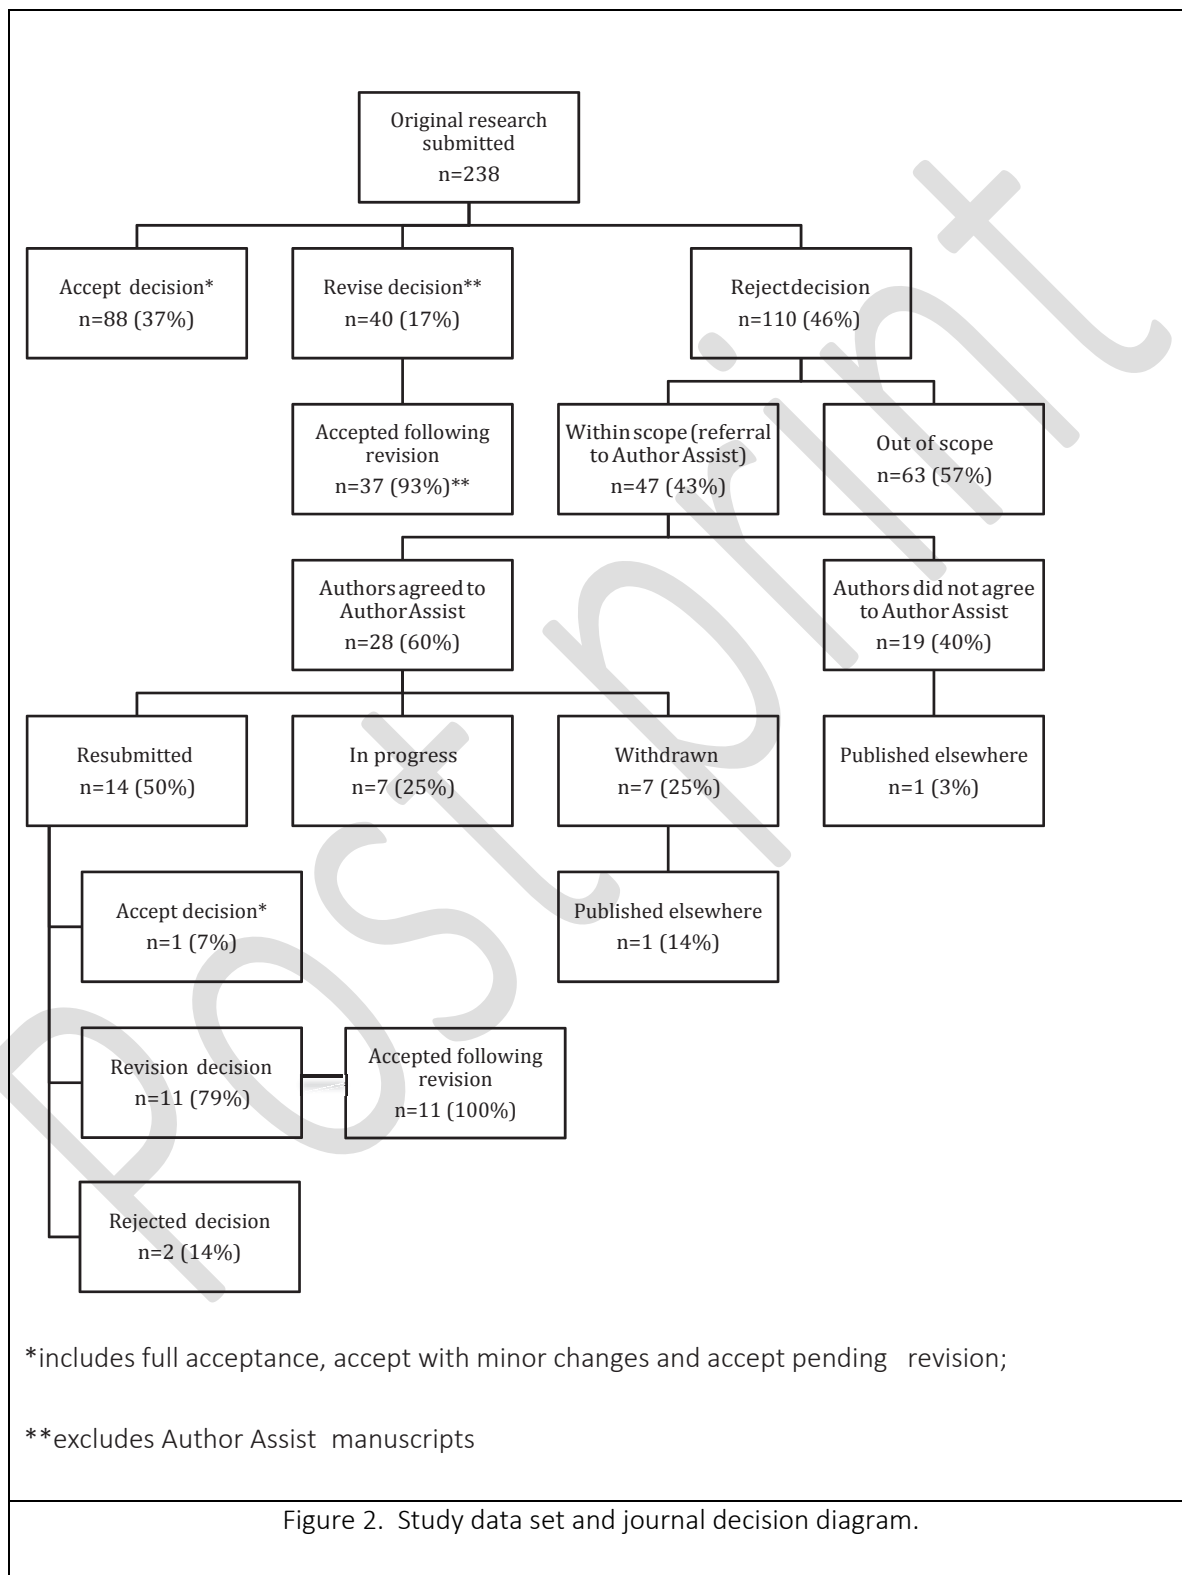 Original research
submitted
n=238
Accept decision*
n=88 (37%)
Revise decision**
n=40 (17%)
Reject decision
n=110 (46%)
Accepted following
revision
n=37 (93%)**
Within scope (referral
to Author Assist)
n=47 (43%)
Out of scope
n=63 (57%)
Authors agreed to
Author Assist
n=28 (60%)
Authors did not agree
to Author Assist
n=19 (40%)
Resubmitted
n=14 (50%)
In progress
n=7 (25%)
Withdrawn
n=7 (25%)
Published elsewhere
n=1 (3%)
Accept decision*
n=1 (7%)
Published elsewhere
n=1 (14%)
Revision decision
n=11 (79%)
Accepted following
revision
n=11 (100%)
Rejected decision
n=2 (14%)
*includes full acceptance, accept with minor changes and accept pending revision;
**excludes Author Assist manuscripts
Figure 2. Study data set and journal decision diagram.
Post print